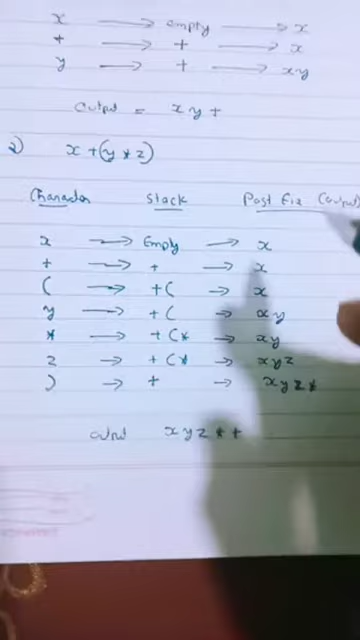 x → empty → x
+ → + → x
y → + → xy
output = xy+
2) x+(y*z)
Character Stack Post fix (output)
x → Empty → x
+ → + → x
( → +( → x
y → +( → xy
* → +(* → xy
z → +(* → xyz
) → + → xyz*
output xyz*+